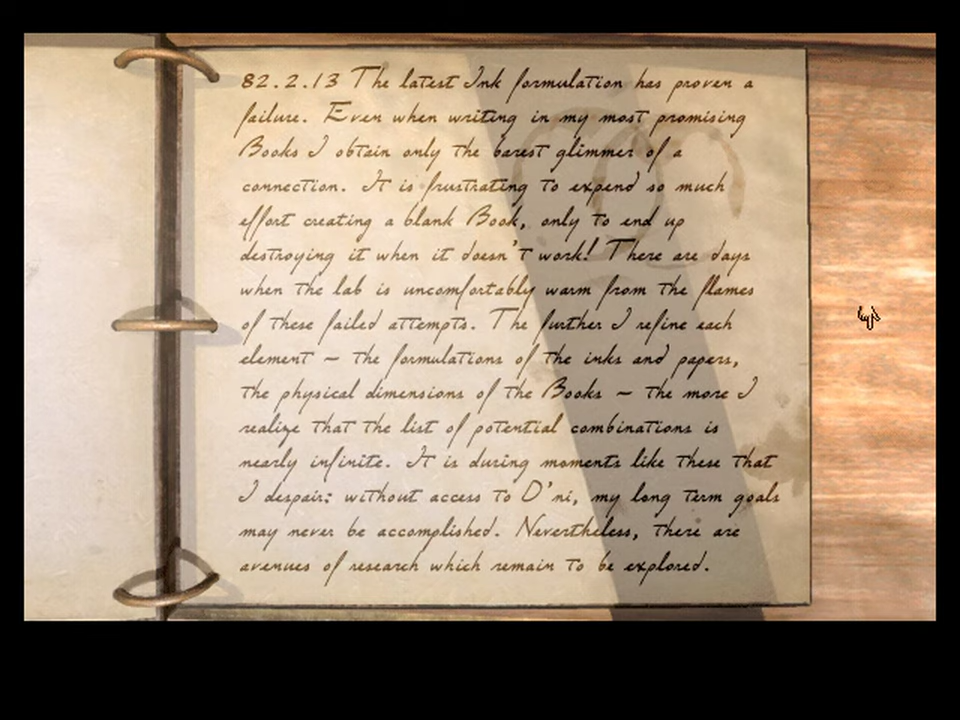 82.2.13 The latest Ink formulation has proven a
failure. Even when writing in my most promising
Books I obtain only the barest glimmer of a
connection. It is frustrating to expend so much
effort creating a blank Book, only to end up
destroying it when it doesn't work! There are days
when the lab is uncomfortably warm from the flames
of these failed attempts. The further I refine each
element – the formulations of the inks and papers,
the physical dimensions of the Books – the more I
realize that the list of potential combinations is
nearly infinite. It is during moments like these that
I despair: without access to D'ni, my long term goals
may never be accomplished. Nevertheless, there are
avenues of research which remain to be explored.